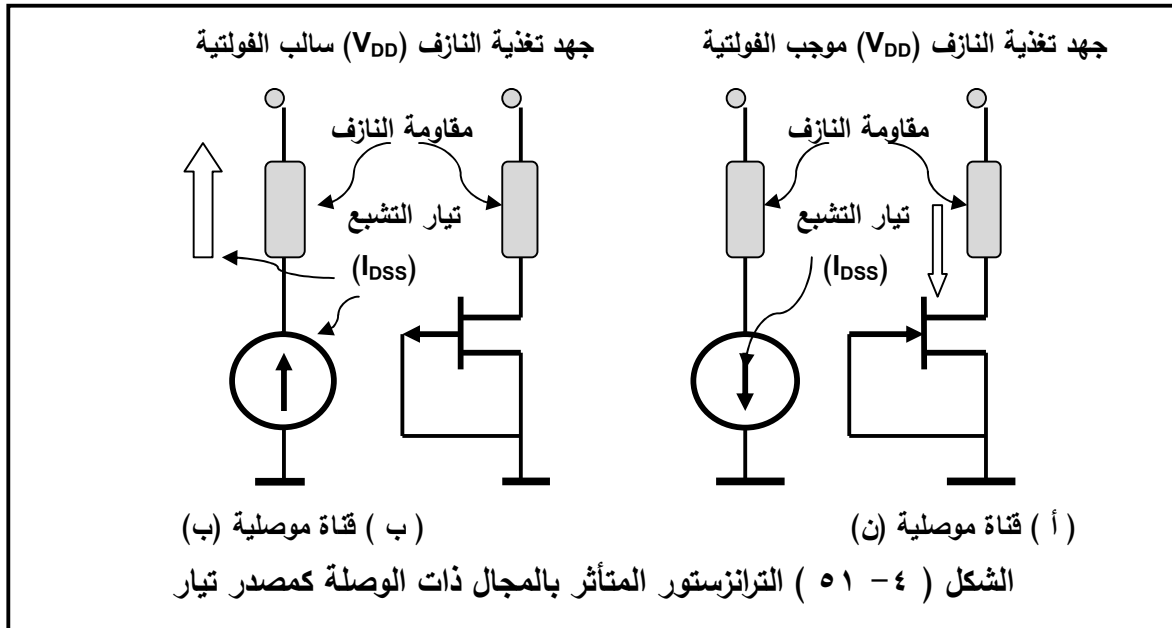 جهد تغذية النازف (VDD) موجب الفولتية
جهد تغذية النازف (VDD) سالب الفولتية
مقاومة النازف
مقاومة النازف
تيار التشبع
تيار التشبع
(IDSS)
(IDSS)
( أ ) قناة موصلية (ن)
( ب ) قناة موصلية (ب)
الشكل ( ٤ - ٥١ ) الترانزستور المتأثر بالمجال ذات الوصلة كمصدر تيار